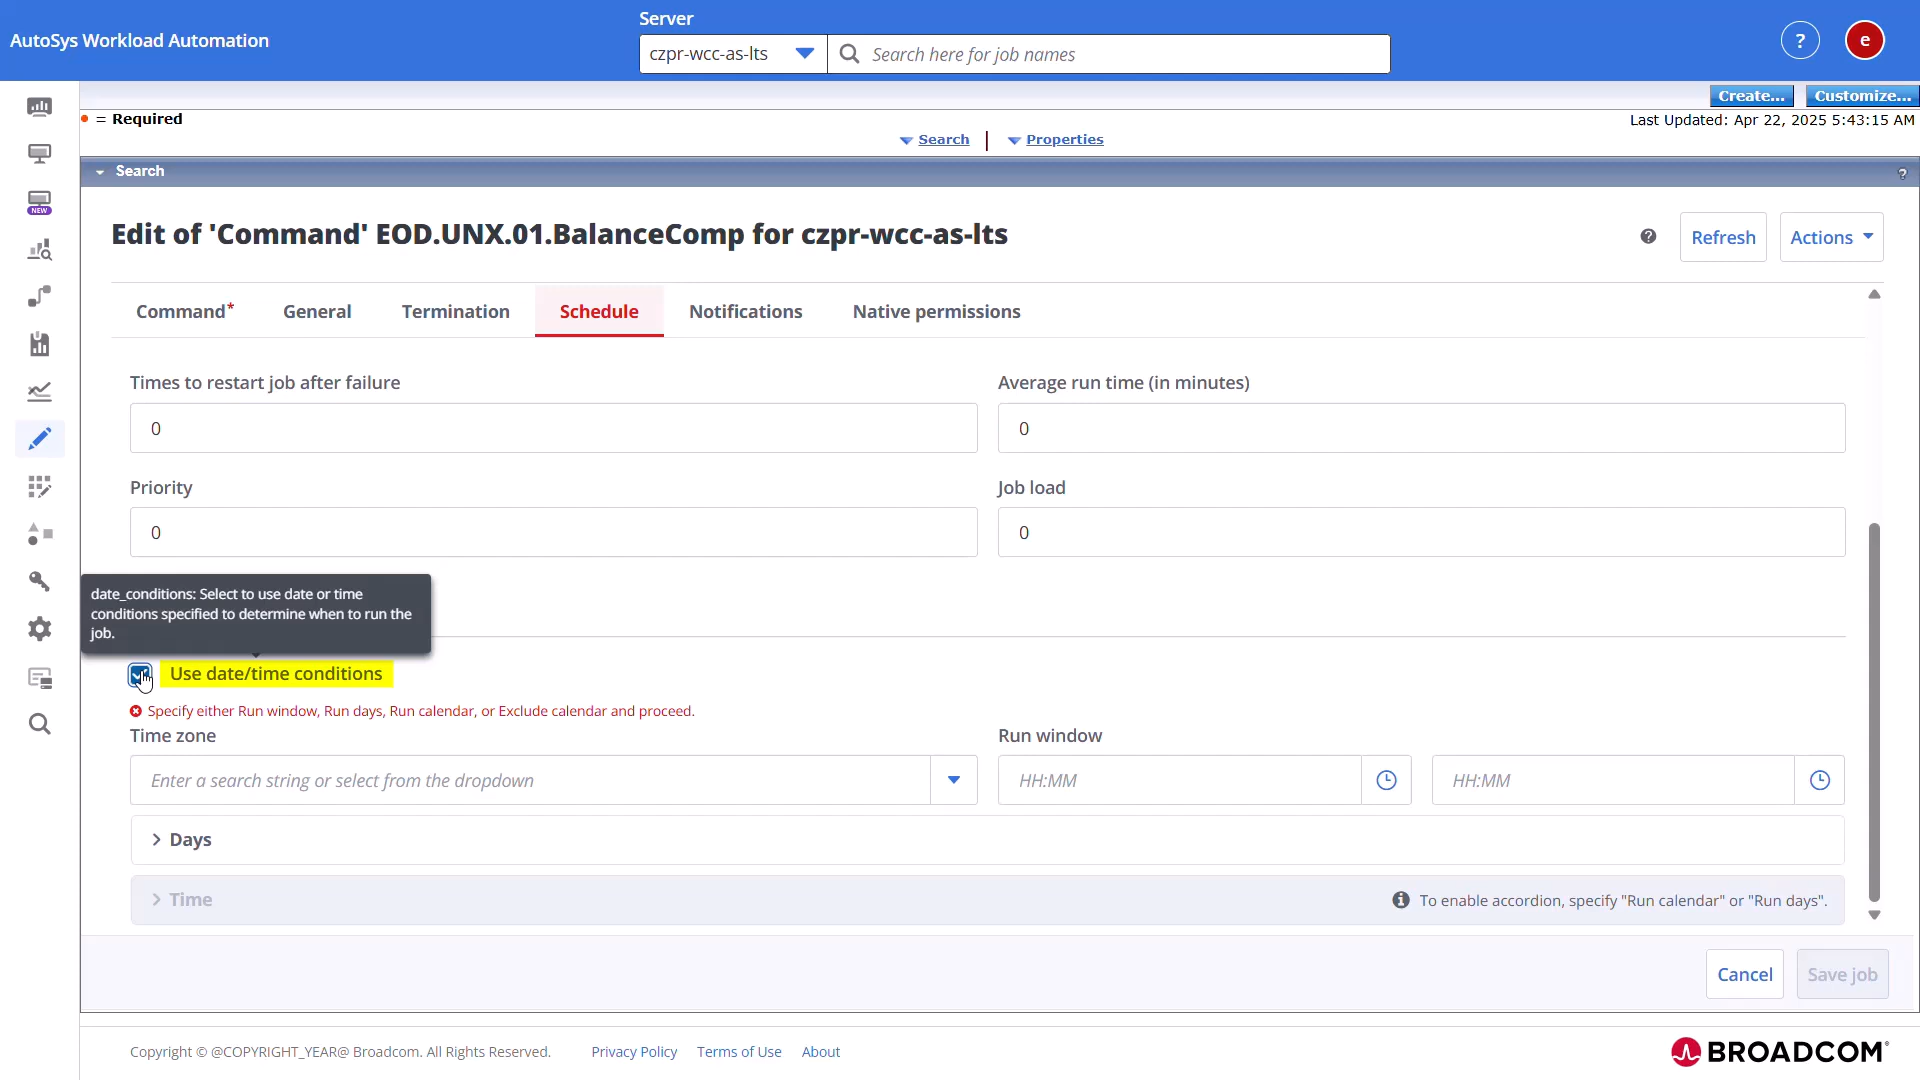 AutoSys Workload Automation
Server
czpr-wcc-as-lts
Search here for job names
?
e
Create...
Customize...
= Required
Last Updated: Apr 22, 2025 5:43:15 AM
Search
Properties
NEW
Search
?
Edit of 'Command' EOD.UNX.01.BalanceComp for czpr-wcc-as-lts
?
Refresh
Actions
Command*
General
Termination
Schedule
Notifications
Native permissions
Times to restart job after failure
Average run time (in minutes)
0
0
Priority
Job load
0
0
date_conditions: Select to use date or time
conditions specified to determine when to run the
job.
Use date/time conditions
Specify either Run window, Run days, Run calendar, or Exclude calendar and proceed.
Time zone
Run window
Enter a search string or select from the dropdown
HH:MM
HH:MM
Days
Time
To enable accordion, specify "Run calendar" or "Run days".
Cancel
Save job
Copyright © @COPYRIGHT_YEAR@ Broadcom. All Rights Reserved.
Privacy Policy
Terms of Use
About
BROADCOM®